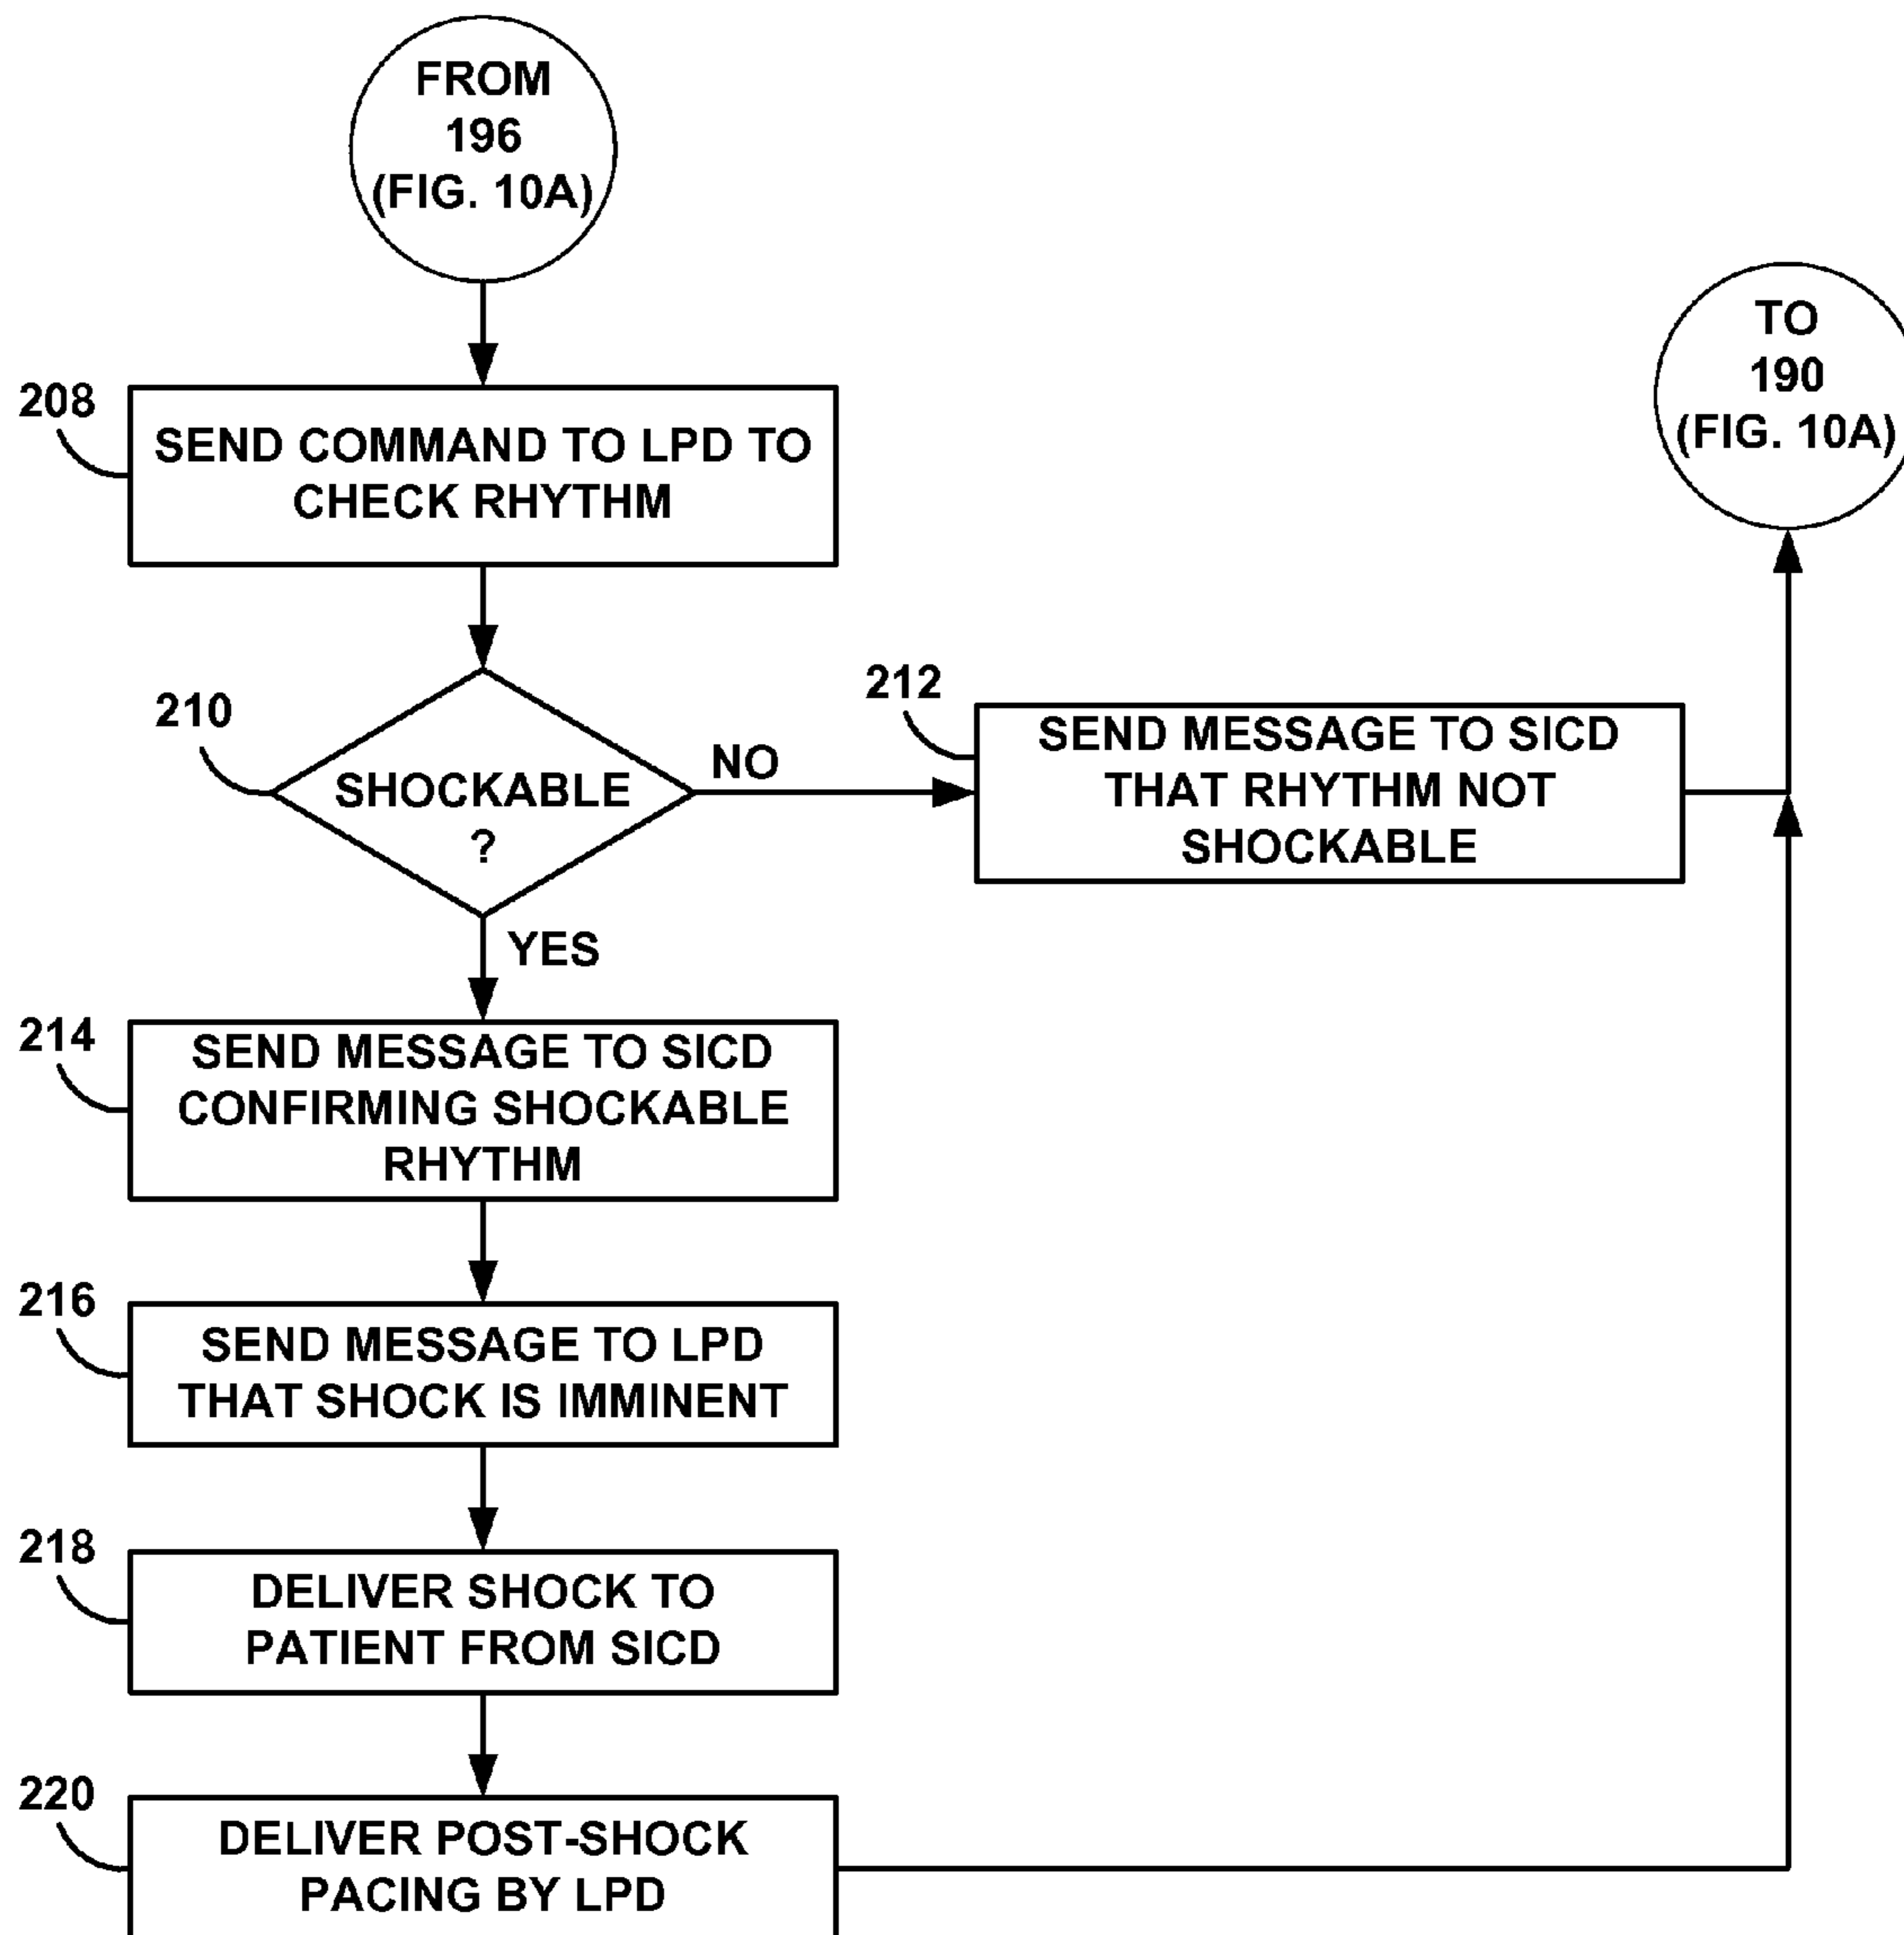 FROM
196
(FIG. 10A)
TO
190
(FIG. 10A)
208
SEND COMMAND TO LPD TO
CHECK RHYTHM
210
SHOCKABLE
?
NO
212
SEND MESSAGE TO SICD
THAT RHYTHM NOT
SHOCKABLE
YES
214
SEND MESSAGE TO SICD
CONFIRMING SHOCKABLE
RHYTHM
216
SEND MESSAGE TO LPD
THAT SHOCK IS IMMINENT
218
DELIVER SHOCK TO
PATIENT FROM SICD
220
DELIVER POST-SHOCK
PACING BY LPD